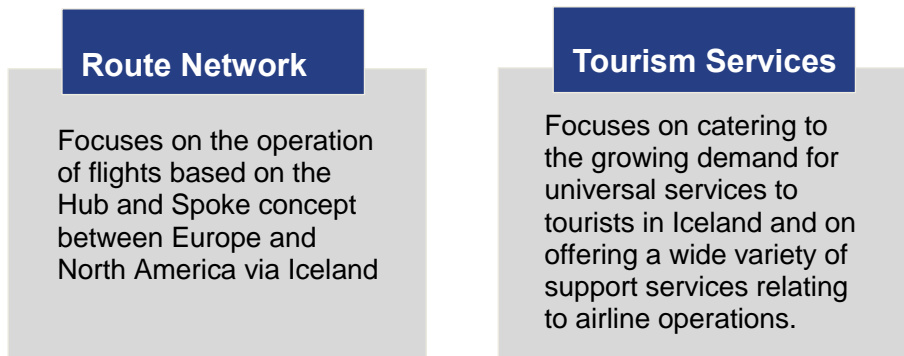 Route Network
Focuses on the operation
of flights based on the
Hub and Spoke concept
between Europe and
North America via Iceland
Tourism Services
Focuses on catering to
the growing demand for
universal services to
tourists in Iceland and on
offering a wide variety of
support services relating
to airline operations.